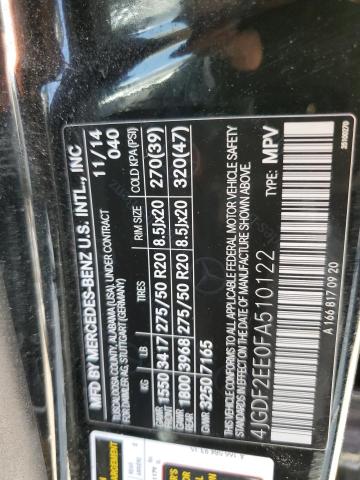 MFD BY MERCEDES-BENZ U.S. INTL., INC
TUSCALOOSA COUNTY, ALABAMA (USA), UNDER CONTRACT
FOR DAIMLER AG, STUTTGART (GERMANY)
11/14
040
KG LB RIM SIZE COLD KPA(PSI)
1550 3417 275/50 R20 8.5Jx20 270(39)
1800 3968 275/50 R20 8.5Jx20 320(47)
REAR
GVWR 3250 7165
THIS VEHICLE CONFORMS TO ALL APPLICABLE FEDERAL MOTOR VEHICLE SAFETY
STANDARDS IN EFFECT ON THE DATE OF MANUFACTURE SHOWN ABOVE.
4JGDF2EE0FA510122 TYPE: MPV
A 166 817 09 20